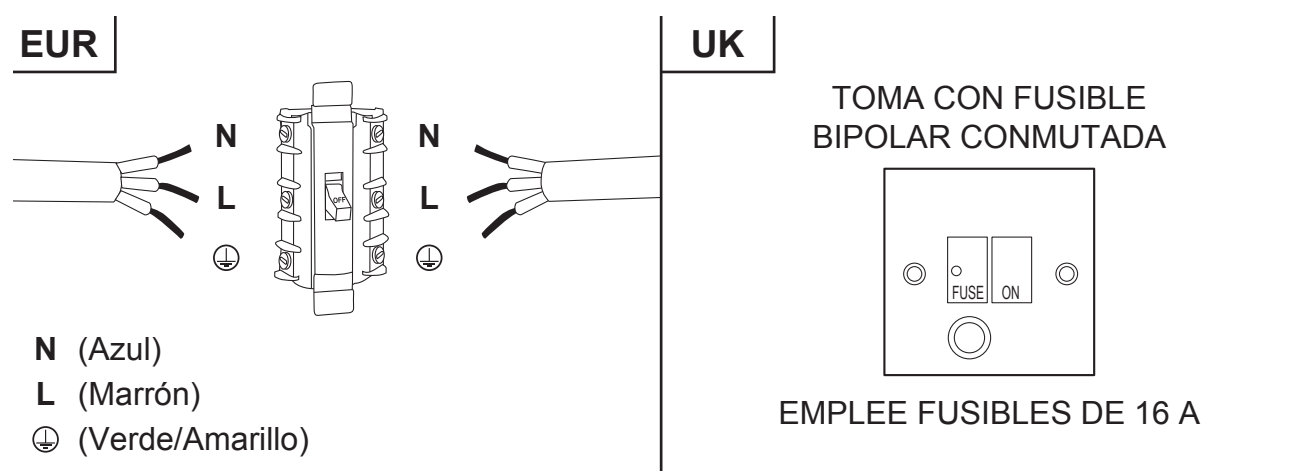 EUR
N
L
OFF
N
L
N (Azul)
L (Marrón)
(Verde/Amarillo)
UK
TOMA CON FUSIBLE
BIPOLAR CONMUTADA
FUSE ON
EMPLEE FUSIBLES DE 16 A